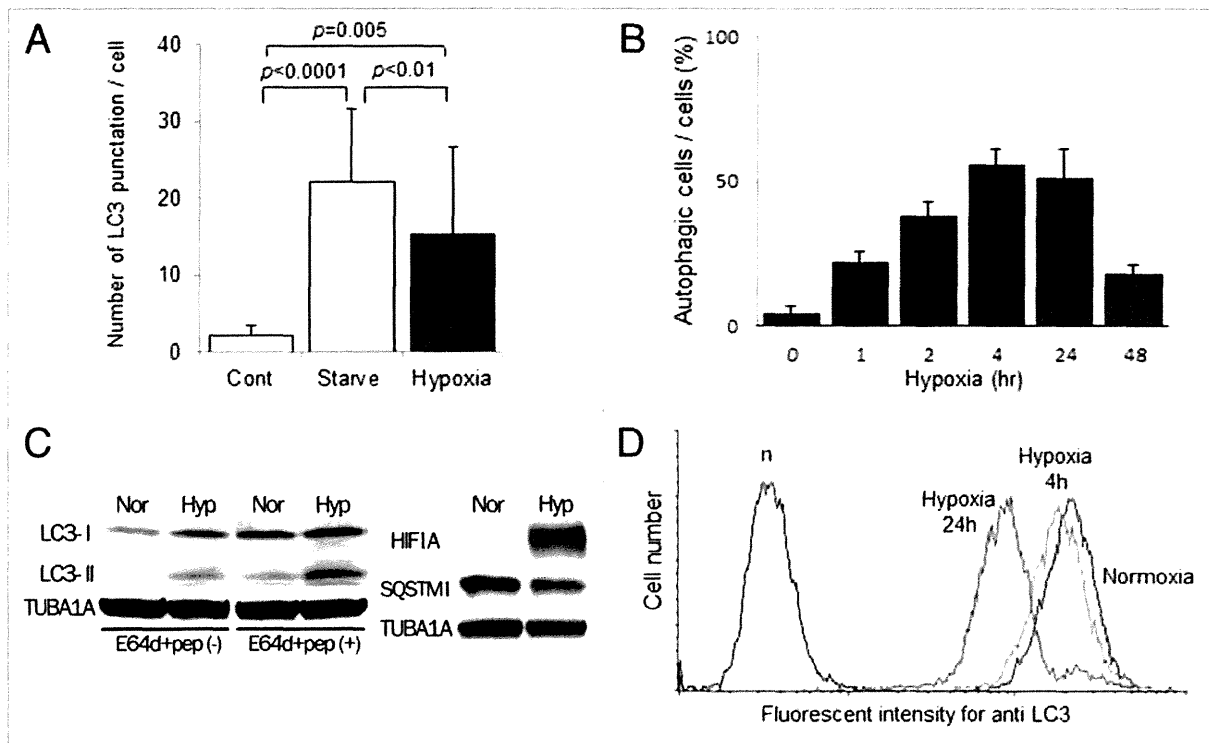 A
Number of LC3 punctation / cell
40
30
20
10
0
p=0.005
p<0.0001
p<0.01
Cont
Starve
Hypoxia
B
Autophagic cells / cells (%)
100
50
0
0
1
2
4
24
48
Hypoxia (hr)
C
Nor
Hyp
Nor
Hyp
LC3-I
LC3-II
TUBA1A
E64d+pep (-)
E64d+pep (+)
Nor
Hyp
HIF1A
SQSTM1
TUBA1A
D
Cell number
n
Hypoxia
24h
Hypoxia
4h
Normoxia
Fluorescent intensity for anti LC3